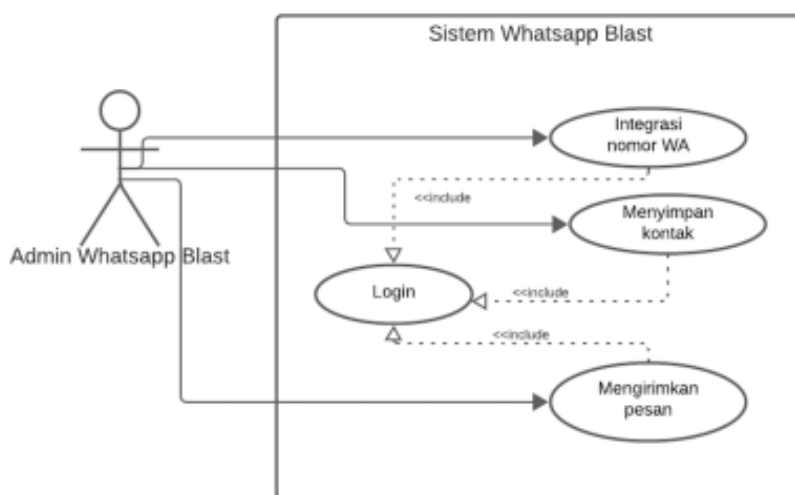 Sistem Whatsapp Blast
Integrasi
nomor WA
<<include
Menyimpan
kontak
Admin Whatsapp Blast
Login
<<include
<<include
Mengirimkan
pesan